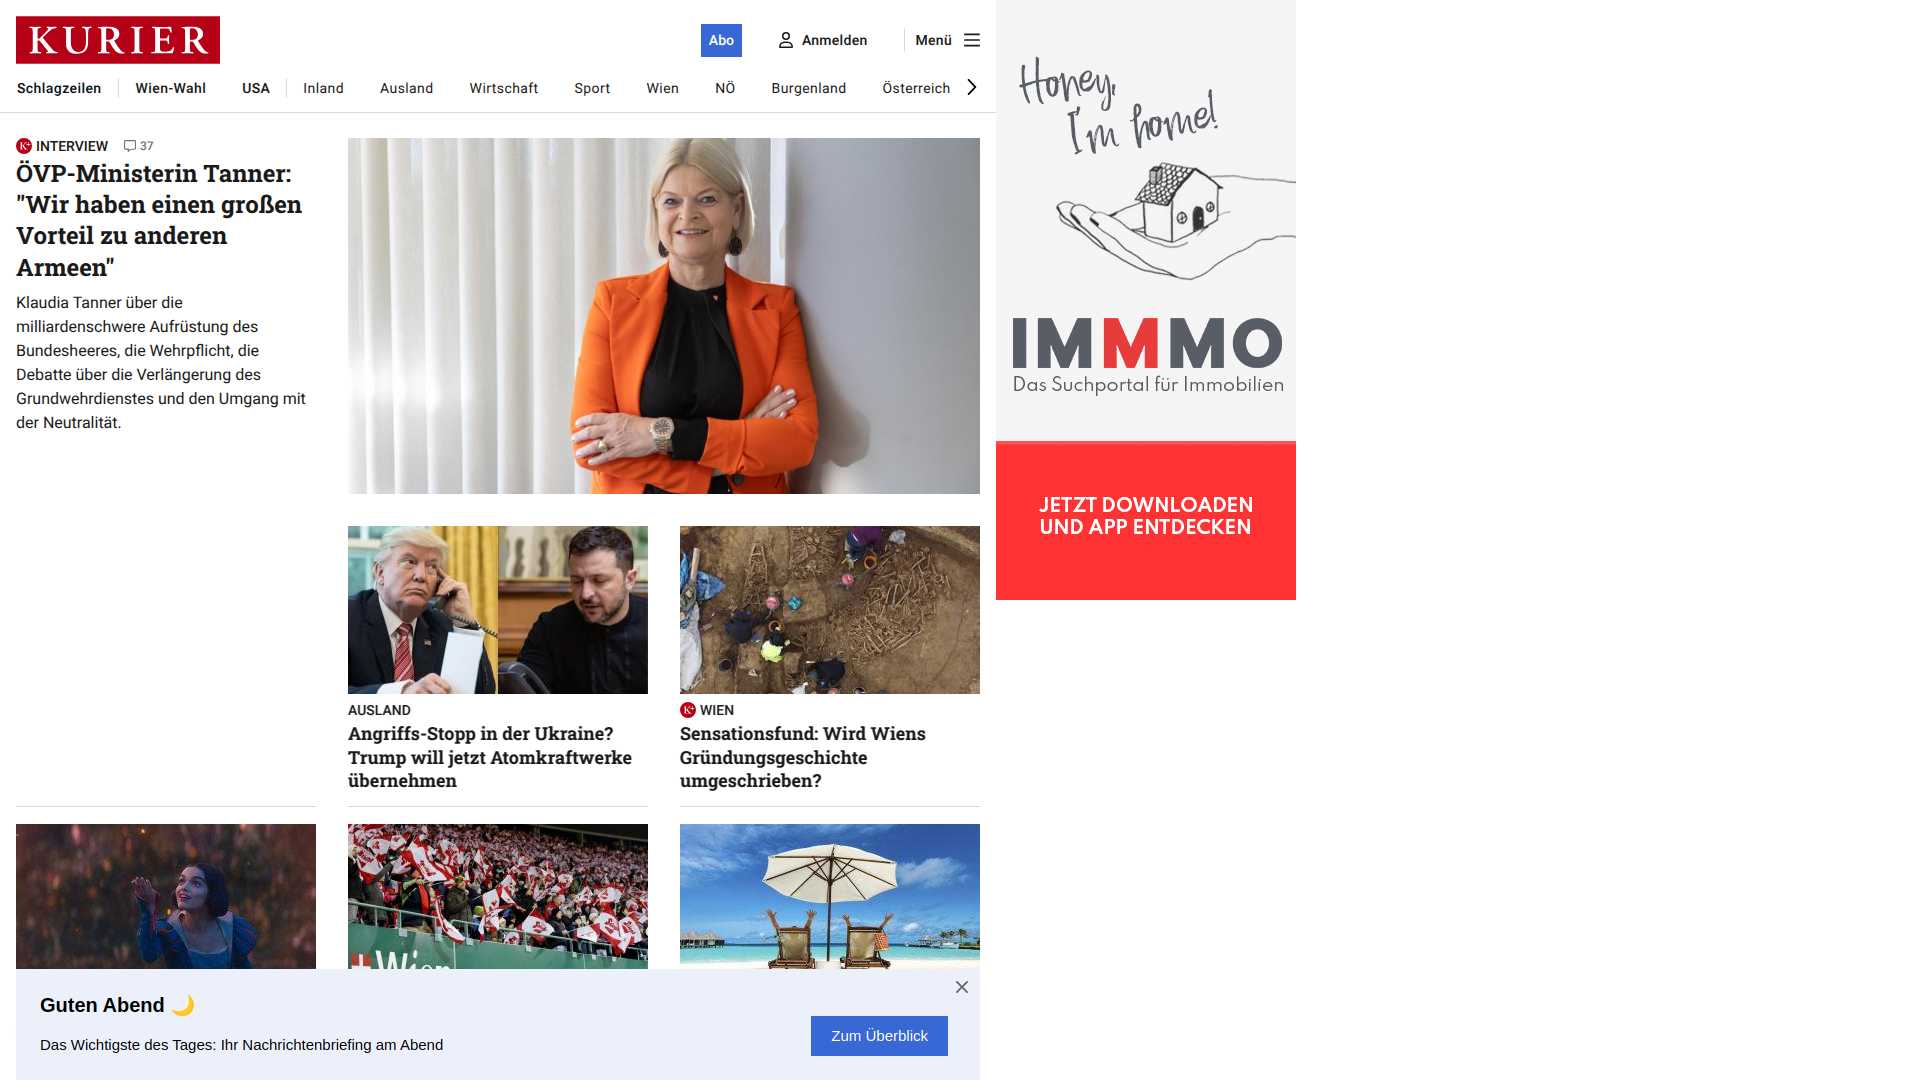 KURIER
Abo
Anmelden
Menü
Schlagzeilen
Wien-Wahl
USA
Inland
Ausland
Wirtschaft
Sport
Wien
NÖ
Burgenland
Österreich
K+ INTERVIEW
37
ÖVP-Ministerin Tanner:
"Wir haben einen großen
Vorteil zu anderen
Armeen"
Klaudia Tanner über die
milliardenschwere Aufrüstung des
Bundesheeres, die Wehrpflicht, die
Debatte über die Verlängerung des
Grundwehrdienstes und den Umgang mit
der Neutralität.
AUSLAND
Angriffs-Stopp in der Ukraine?
Trump will jetzt Atomkraftwerke
übernehmen
K+ WIEN
Sensationsfund: Wird Wiens
Gründungsgeschichte
umgeschrieben?
Wien
Guten Abend 🌙
Das Wichtigste des Tages: Ihr Nachrichtenbriefing am Abend
Zum Überblick
Honey,
I'm home!
IMMMO
Das Suchportal für Immobilien
JETZT DOWNLOADEN
UND APP ENTDECKEN